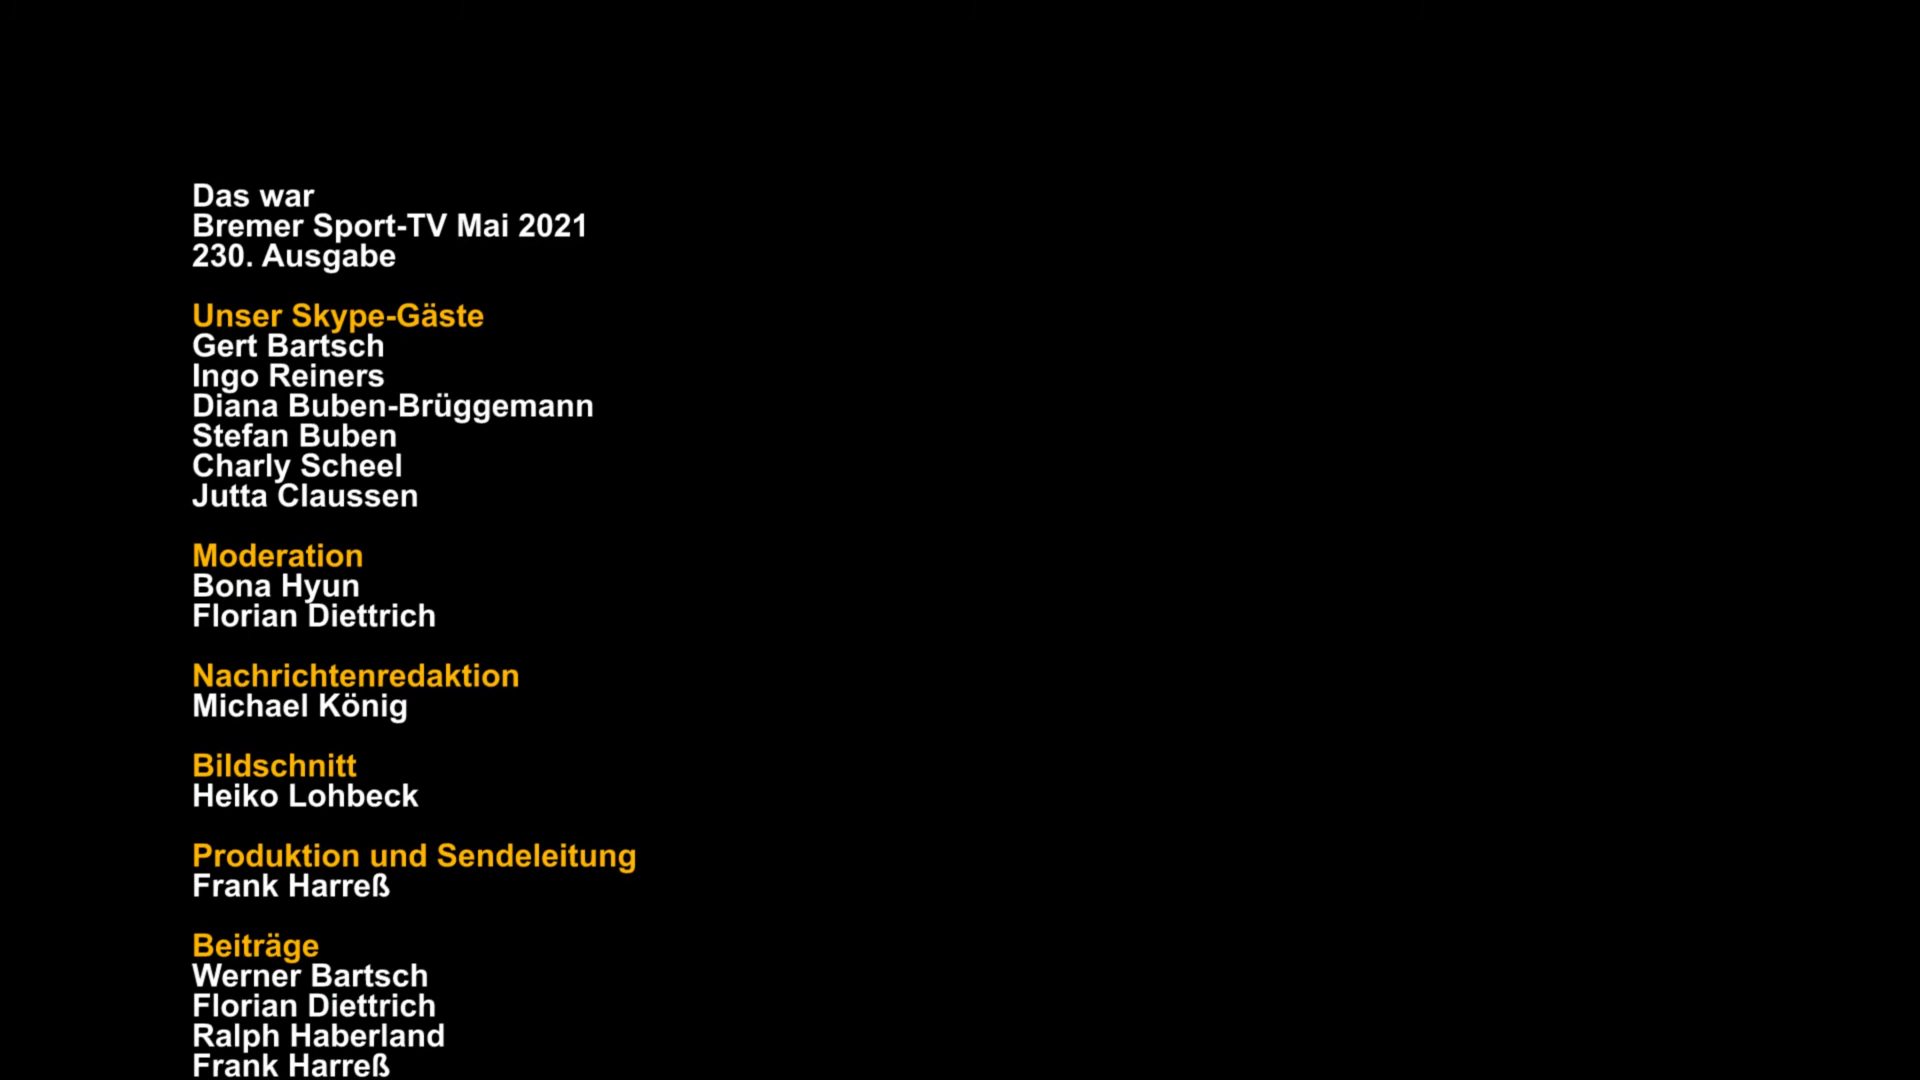 Das war
Bremer Sport-TV Mai 2021
230. Ausgabe
Unser Skype-Gäste
Gert Bartsch
Ingo Reiners
Diana Buben-Brüggemann
Stefan Buben
Charly Scheel
Jutta Claussen
Moderation
Bona Hyun
Florian Diettrich
Nachrichtenredaktion
Michael König
Bildschnitt
Heiko Lohbeck
Produktion und Sendeleitung
Frank Harreß
Beiträge
Werner Bartsch
Florian Diettrich
Ralph Haberland
Frank Harreß